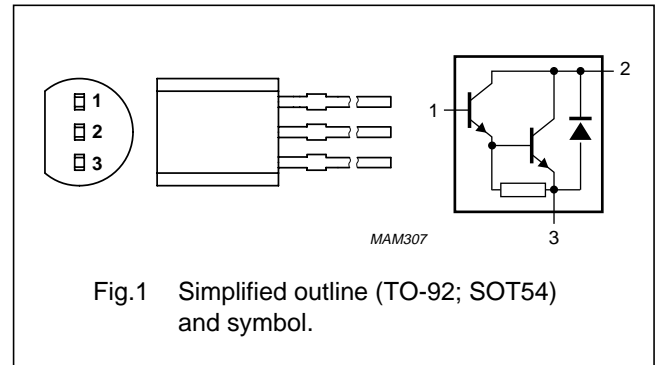 1
2
3
1
2
3
MAM307
Fig.1 Simplified outline (TO-92; SOT54)
and symbol.